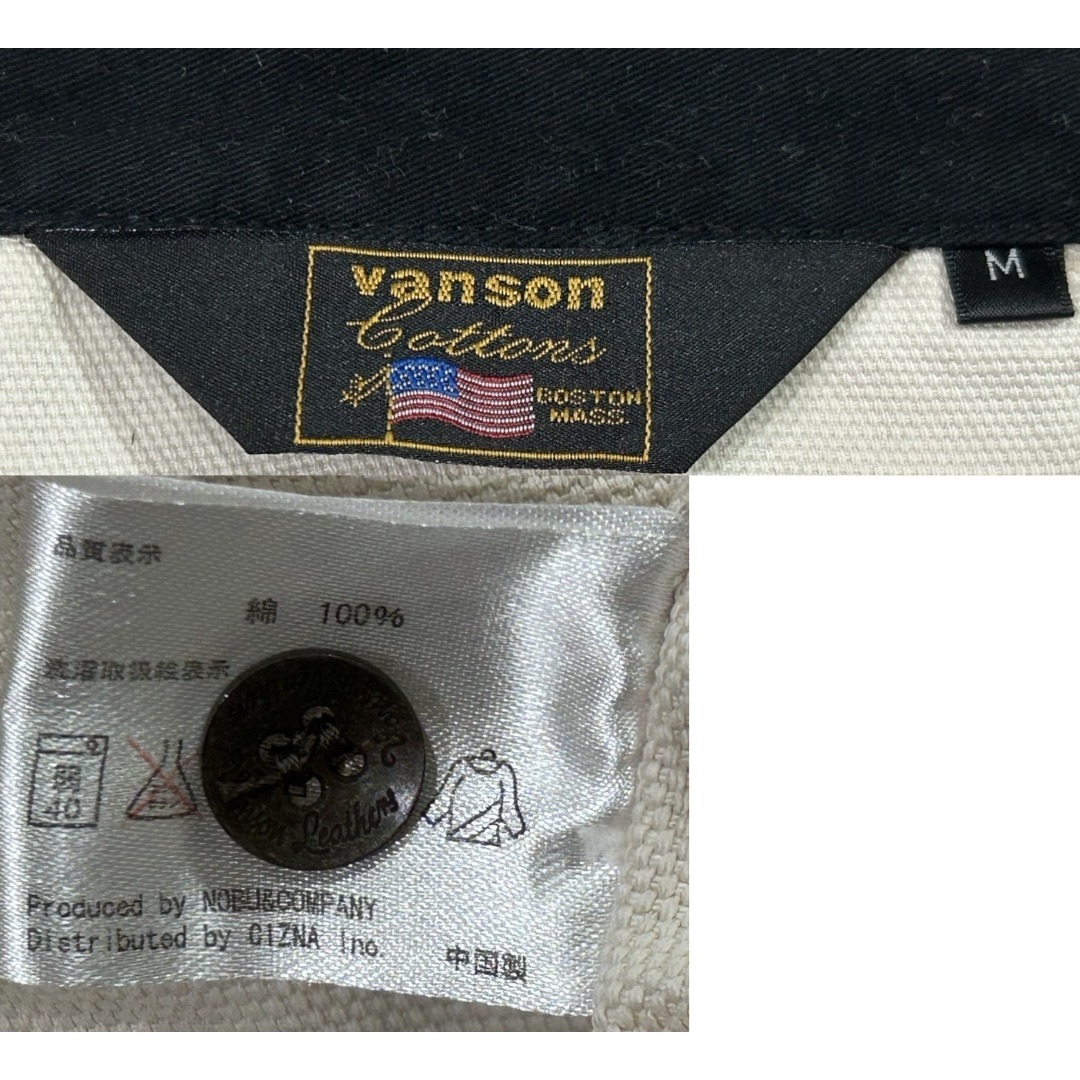 vanson
Cottons
BOSTON
MASS.
M
品質表示
綿 100%
洗濯取扱絵表示
40
Leathers
Produced by NOBU&COMPANY
Distributed by CIZNA Inc.
中国製